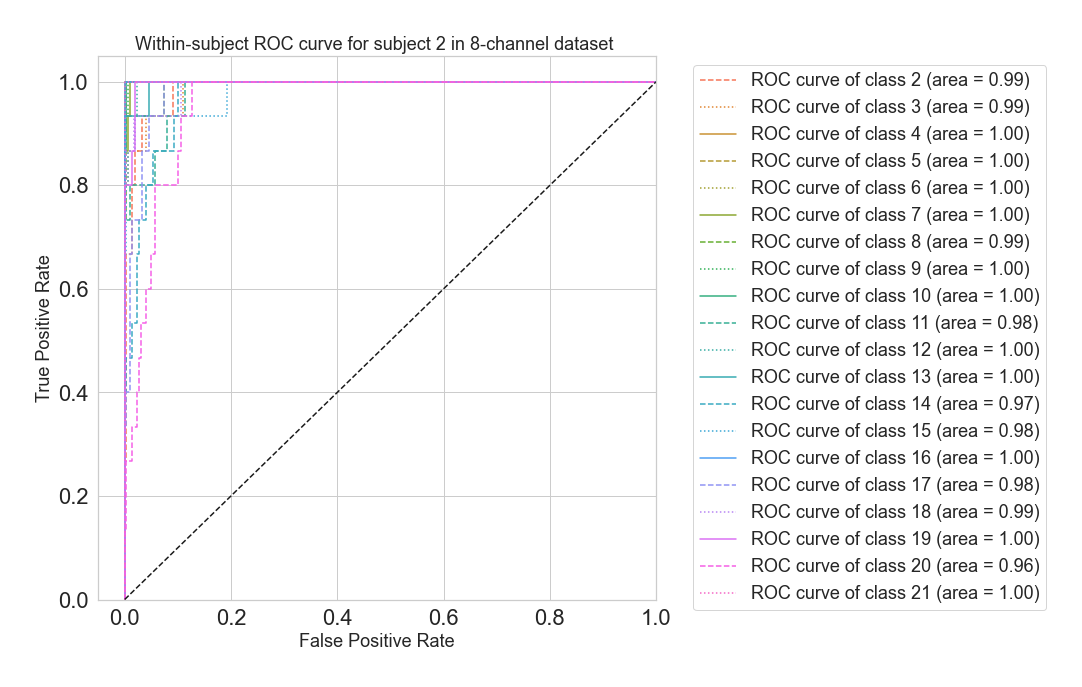 Within-subject ROC curve for subject 2 in 8-channel dataset
True Positive Rate
1.0
0.8
0.6
0.4
0.2
0.0
0.0 0.2 0.4 0.6 0.8 1.0
False Positive Rate
ROC curve of class 2 (area = 0.99)
ROC curve of class 3 (area = 0.99)
ROC curve of class 4 (area = 1.00)
ROC curve of class 5 (area = 1.00)
ROC curve of class 6 (area = 1.00)
ROC curve of class 7 (area = 1.00)
ROC curve of class 8 (area = 0.99)
ROC curve of class 9 (area = 1.00)
ROC curve of class 10 (area = 1.00)
ROC curve of class 11 (area = 0.98)
ROC curve of class 12 (area = 1.00)
ROC curve of class 13 (area = 1.00)
ROC curve of class 14 (area = 0.97)
ROC curve of class 15 (area = 0.98)
ROC curve of class 16 (area = 1.00)
ROC curve of class 17 (area = 0.98)
ROC curve of class 18 (area = 0.99)
ROC curve of class 19 (area = 1.00)
ROC curve of class 20 (area = 0.96)
ROC curve of class 21 (area = 1.00)